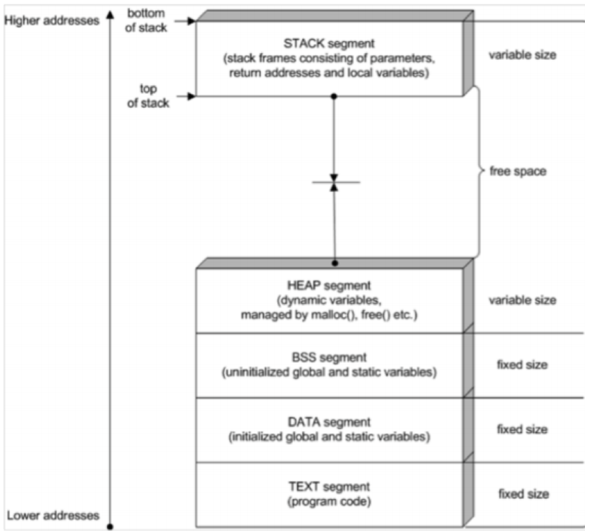 Higher addresses
bottom
of stack
STACK segment
(stack frames consisting of parameters,
return addresses and local variables)
variable size
top
of stack
free space
HEAP segment
(dynamic variables,
managed by malloc(), free() etc.)
variable size
BSS segment
(uninitialized global and static variables)
fixed size
DATA segment
(initialized global and static variables)
fixed size
TEXT segment
(program code)
fixed size
Lower addresses